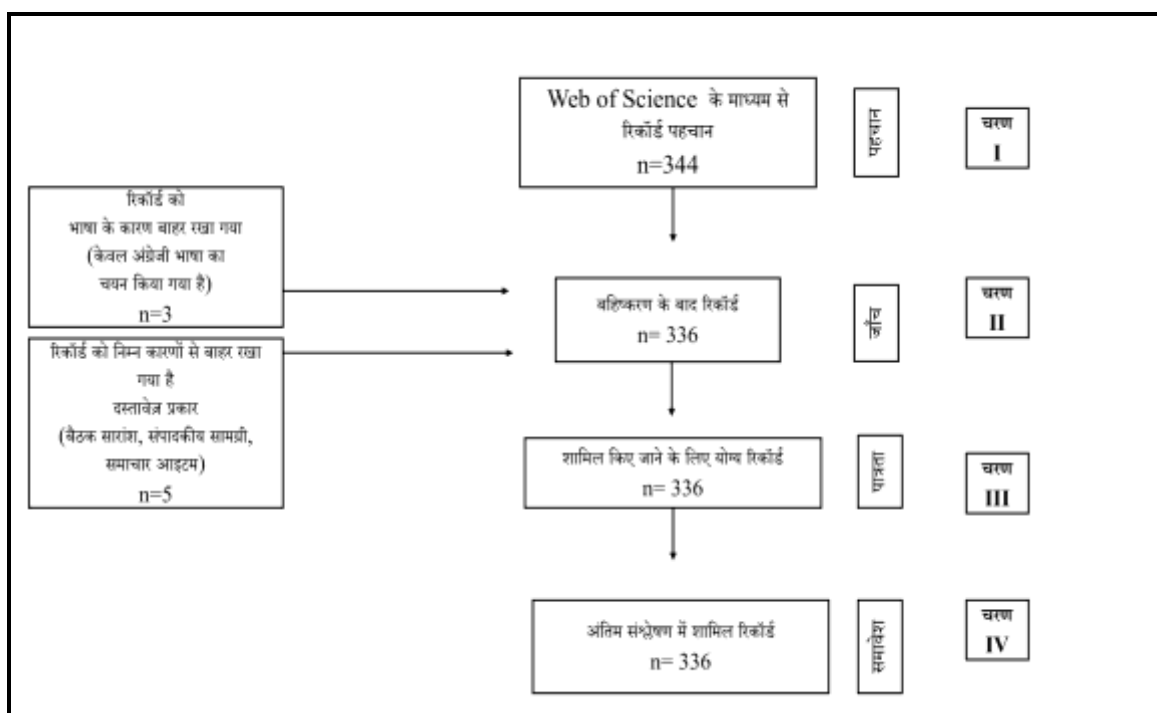 Web of Science के माध्यम से
रिकॉर्ड पहचान
n=344
पहचान
चरण
I
रिकॉर्ड को
भाषा के कारण बाहर रखा गया
(केवल अंग्रेजी भाषा का
चयन किया गया है)
n=3
बहिष्करण के बाद रिकॉर्ड
n= 336
जाँच
चरण
II
रिकॉर्ड को निम्न कारणों से बाहर रखा
गया है
दस्तावेज़ प्रकार
(बैठक सारांश, संपादकीय सामग्री,
समाचार आइटम)
n=5
शामिल किए जाने के लिए योग्य रिकॉर्ड
n= 336
पात्रता
चरण
III
अंतिम संश्लेषण में शामिल रिकॉर्ड
n= 336
समावेश
चरण
IV